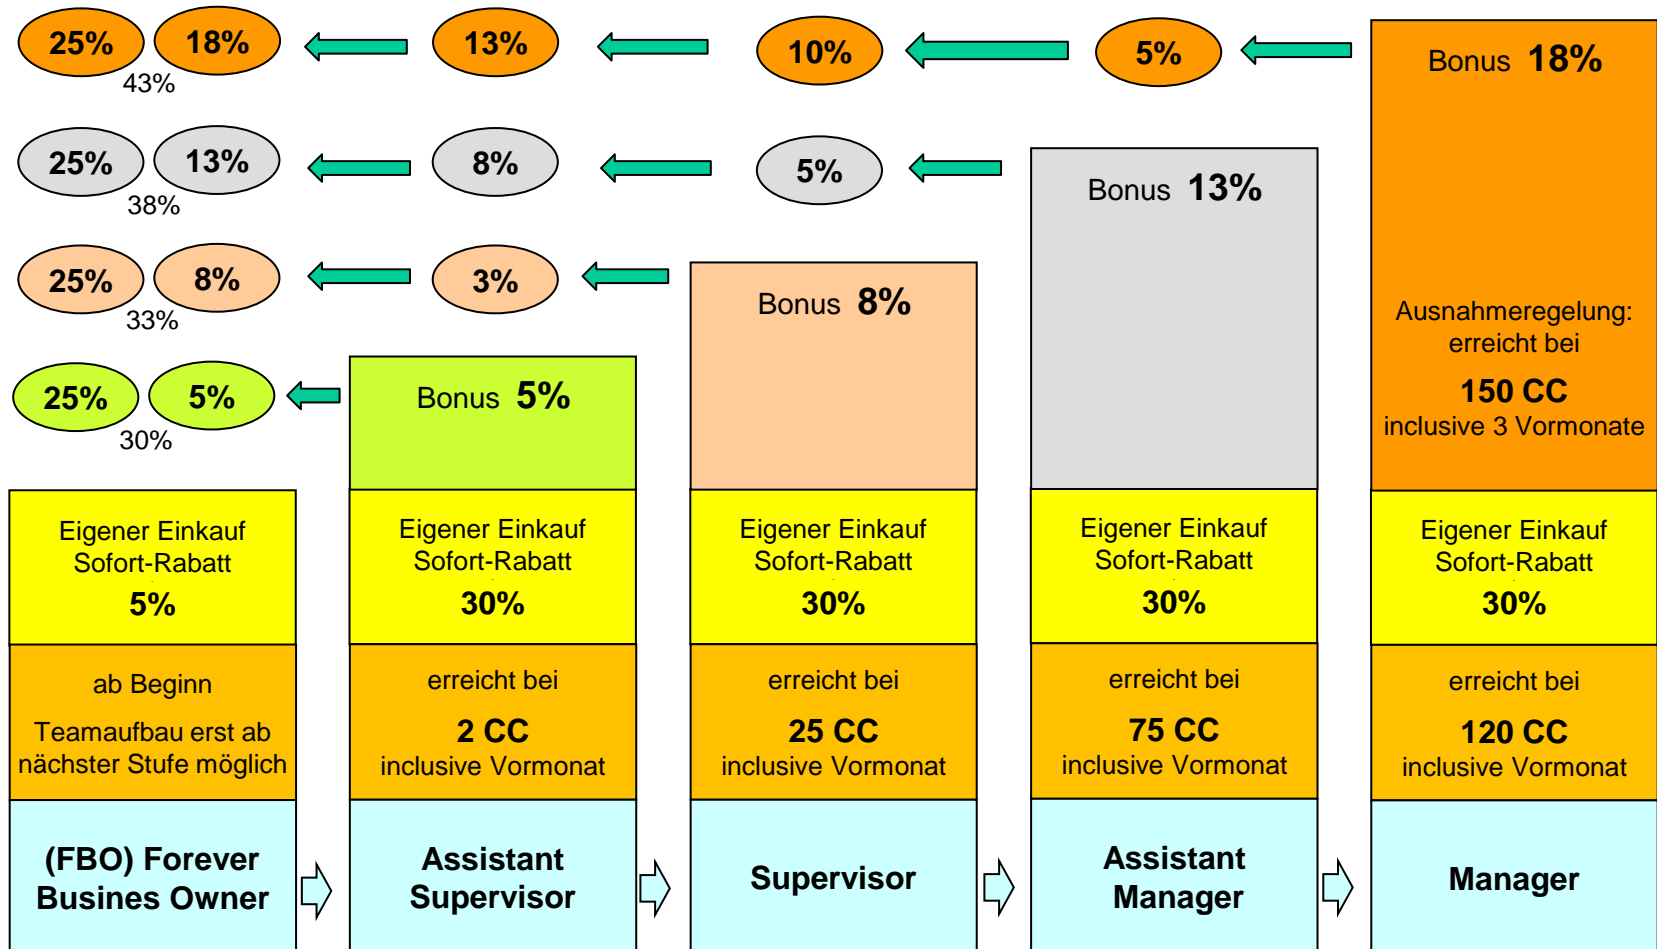 25% 18% 13% 10% 5%
43%
Bonus 18%
25% 13% 8% 5%
38%
Bonus 13%
25% 8% 3%
33%
Bonus 8%
Ausnahmeregelung:
erreicht bei
150 CC
inclusive 3 Vormonate
25% 5%
30%
Bonus 5%
Eigener Einkauf
Sofort-Rabatt
5%
Eigener Einkauf
Sofort-Rabatt
30%
Eigener Einkauf
Sofort-Rabatt
30%
Eigener Einkauf
Sofort-Rabatt
30%
Eigener Einkauf
Sofort-Rabatt
30%
ab Beginn
Teamaufbau erst ab
nächster Stufe möglich
erreicht bei
2 CC
inclusive Vormonat
erreicht bei
25 CC
inclusive Vormonat
erreicht bei
75 CC
inclusive Vormonat
erreicht bei
120 CC
inclusive Vormonat
(FBO) Forever
Busines Owner
Assistant
Supervisor
Supervisor
Assistant
Manager
Manager